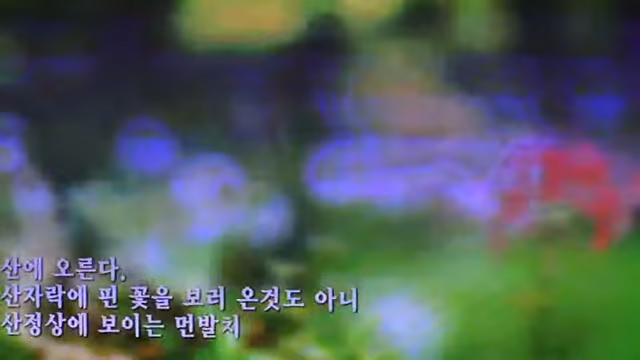 산에 오른다,
산자락에 핀 꽃을 보러 온것도 아니
산정상에 보이는 먼발치